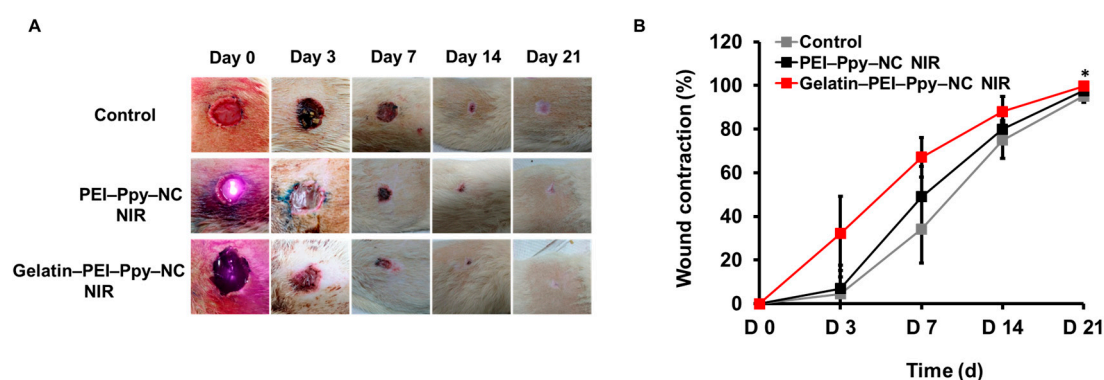 A
Day 0 Day 3 Day 7 Day 14 Day 21
Control
PEI–Ppy–NC
NIR
Gelatin–PEI–Ppy–NC
NIR
B
Wound contraction (%)
120
100
80
60
40
20
0
Control
PEI–Ppy–NC NIR
Gelatin–PEI–Ppy–NC NIR
*
D 0 D 3 D 7 D 14 D 21
Time (d)